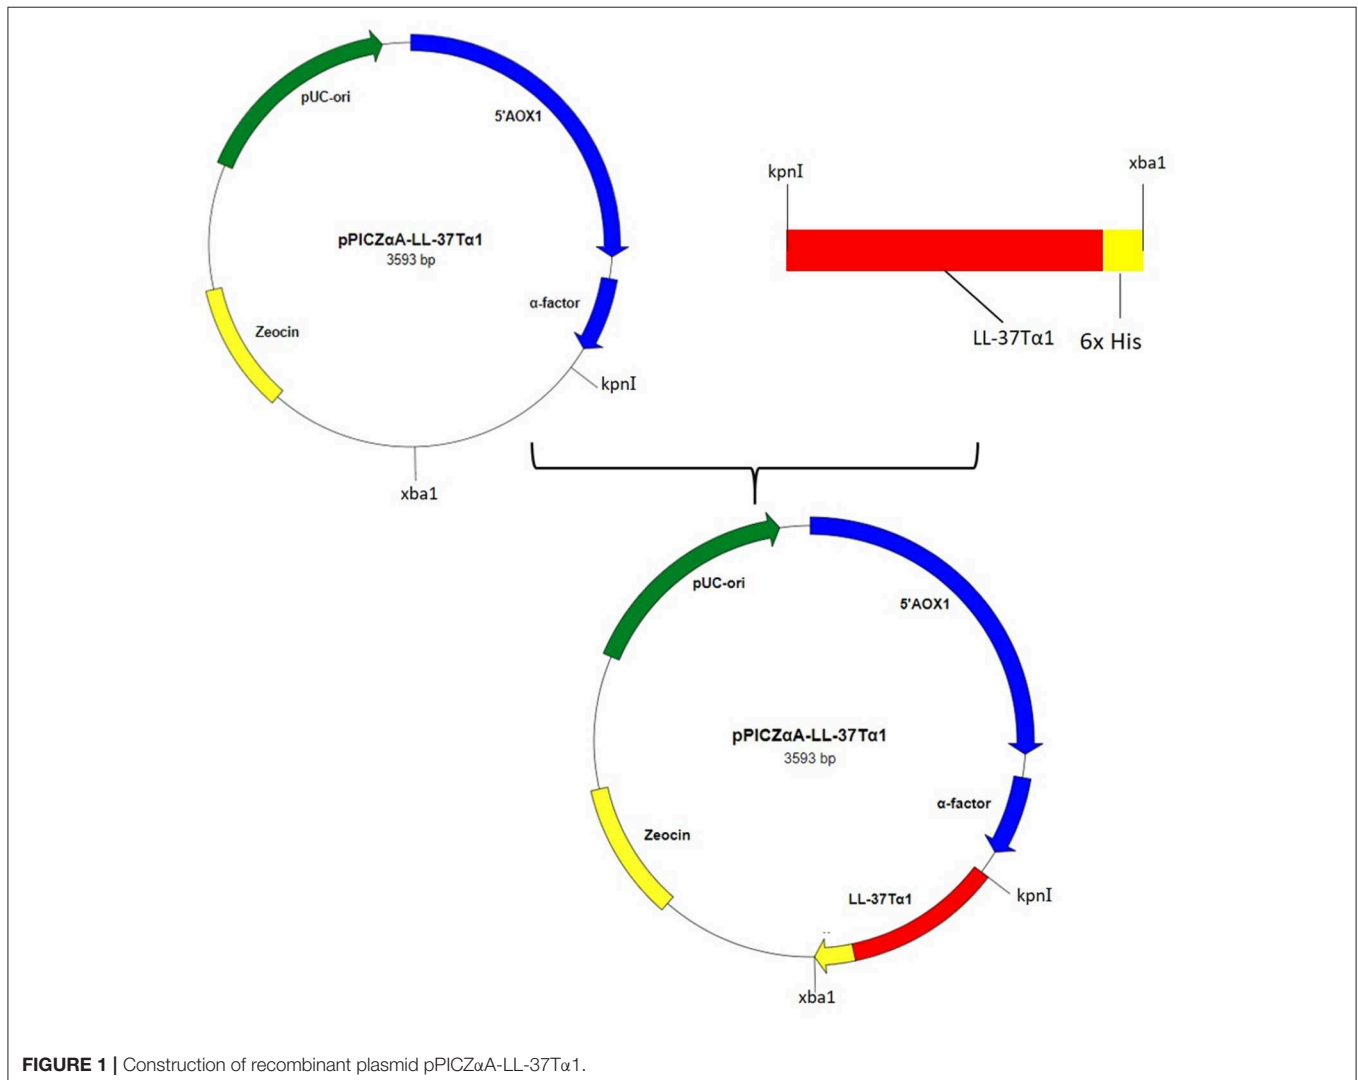 pUC-ori
5'AOX1
pPICZαA-LL-37Tα1
3593 bp
α-factor
Zeocin
kpnI
xba1
kpnI
xba1
LL-37Tα1
6x His
pUC-ori
5'AOX1
pPICZαA-LL-37Tα1
3593 bp
α-factor
Zeocin
LL-37Tα1
kpnI
xba1
FIGURE 1 | Construction of recombinant plasmid pPICZαA-LL-37Tα1.